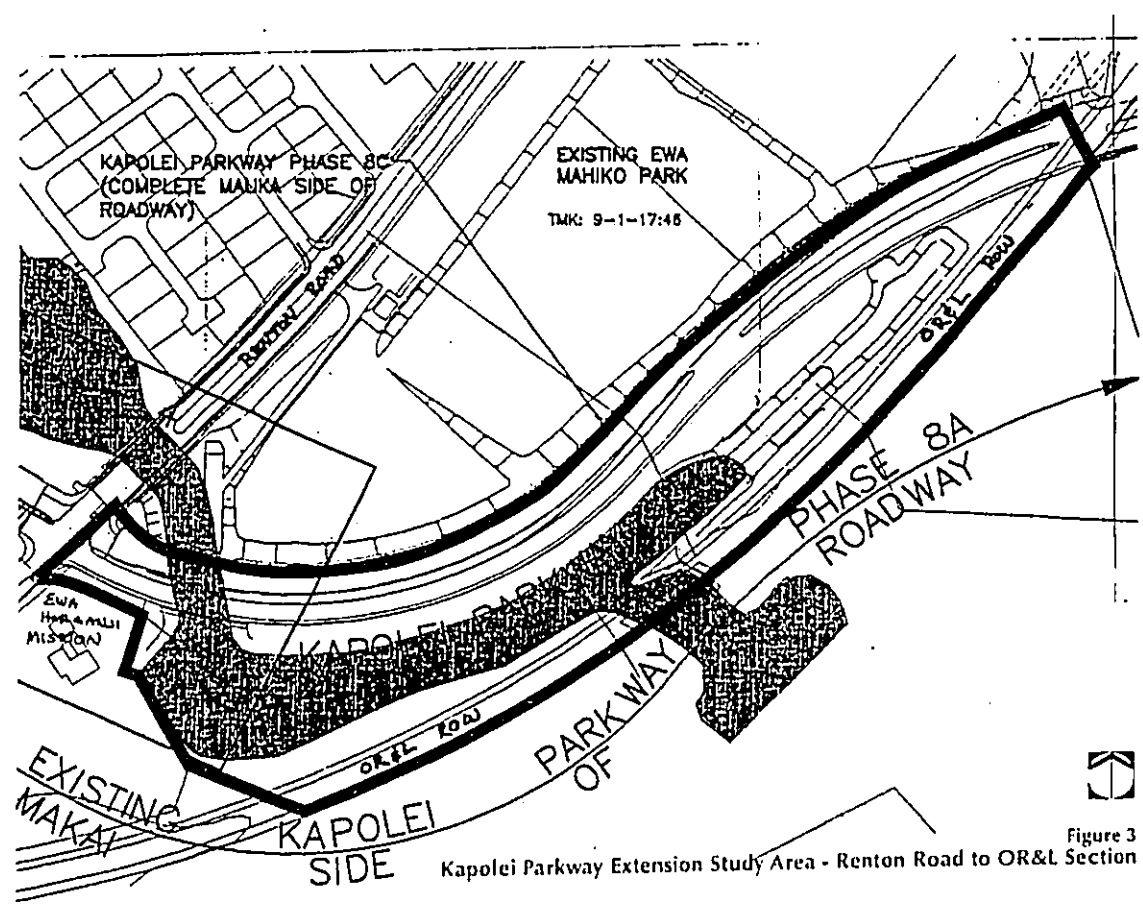 KAPOLEI PARKWAY PHASE 8C
(COMPLETE MAUKA SIDE OF
ROADWAY)
EXISTING EWA
MAHIKO PARK
TMK: 9-1-17:46
RENTON ROAD
OR&L ROW
PHASE 8A
ROADWAY
EWA
HONGWANJI
MISSION
KAPOLEI PARK
OR&L ROW
EXISTING
MAKAI
KAPOLEI
SIDE
PARKWAY
OF
Figure 3
Kapolei Parkway Extension Study Area - Renton Road to OR&L Section